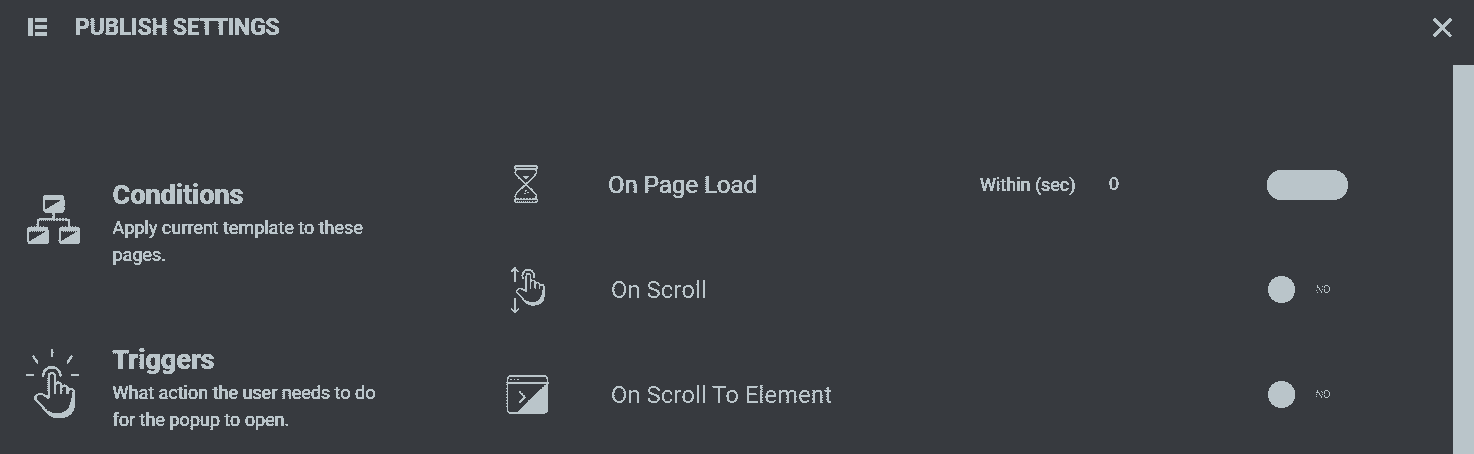 PUBLISH SETTINGS
Conditions
Apply current template to these
pages.
Triggers
What action the user needs to do
for the popup to open.
On Page Load Within (sec) 0
On Scroll NO
On Scroll To Element NO